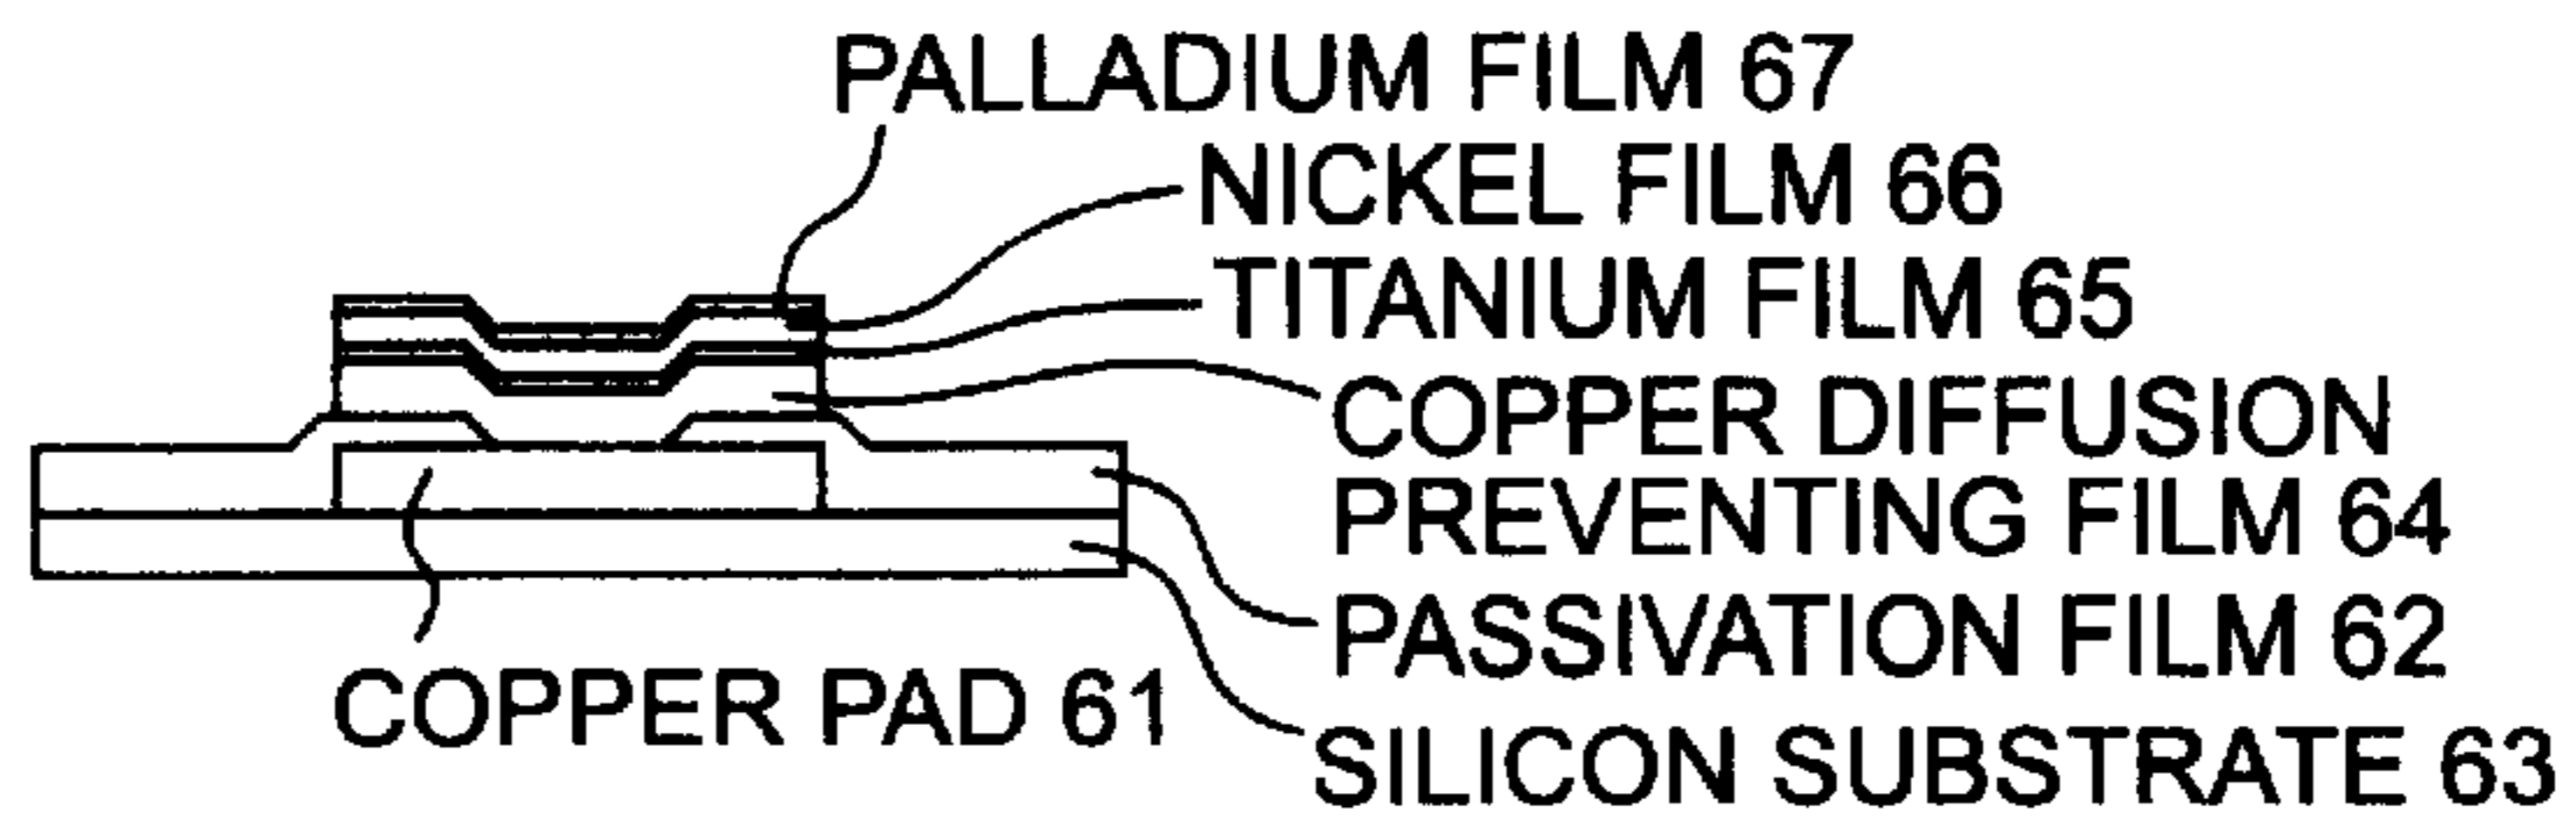 PALLADIUM FILM 67
NICKEL FILM 66
TITANIUM FILM 65
COPPER DIFFUSION
PREVENTING FILM 64
PASSIVATION FILM 62
COPPER PAD 61
SILICON SUBSTRATE 63